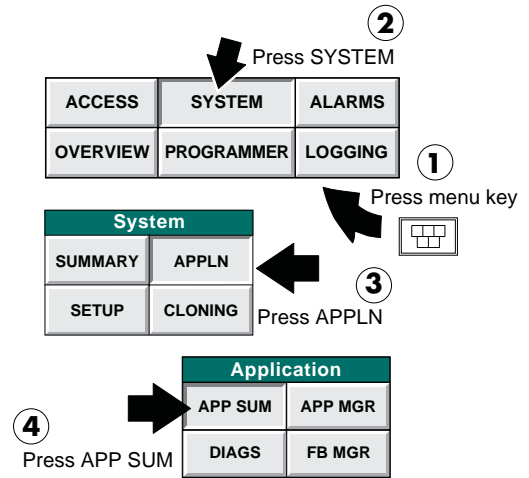 2
Press SYSTEM
ACCESS SYSTEM ALARMS
OVERVIEW PROGRAMMER LOGGING
1
Press menu key
System
SUMMARY APPLN
SETUP CLONING
3
Press APPLN
Application
APP SUM APP MGR
DIAGS FB MGR
4
Press APP SUM